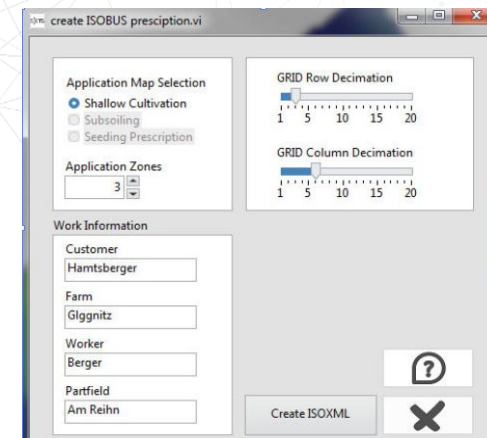 create ISOBUS presciption.vi
Application Map Selection
Shallow Cultivation
Subsoiling
Seeding Prescription
Application Zones
3
GRID Row Decimation
1 5 10 15 20
GRID Column Decimation
1 5 10 15 20
Work Information
Customer
Hamtsberger
Farm
Glggnitz
Worker
Berger
Partfield
Am Reihn
?
Create ISOXML